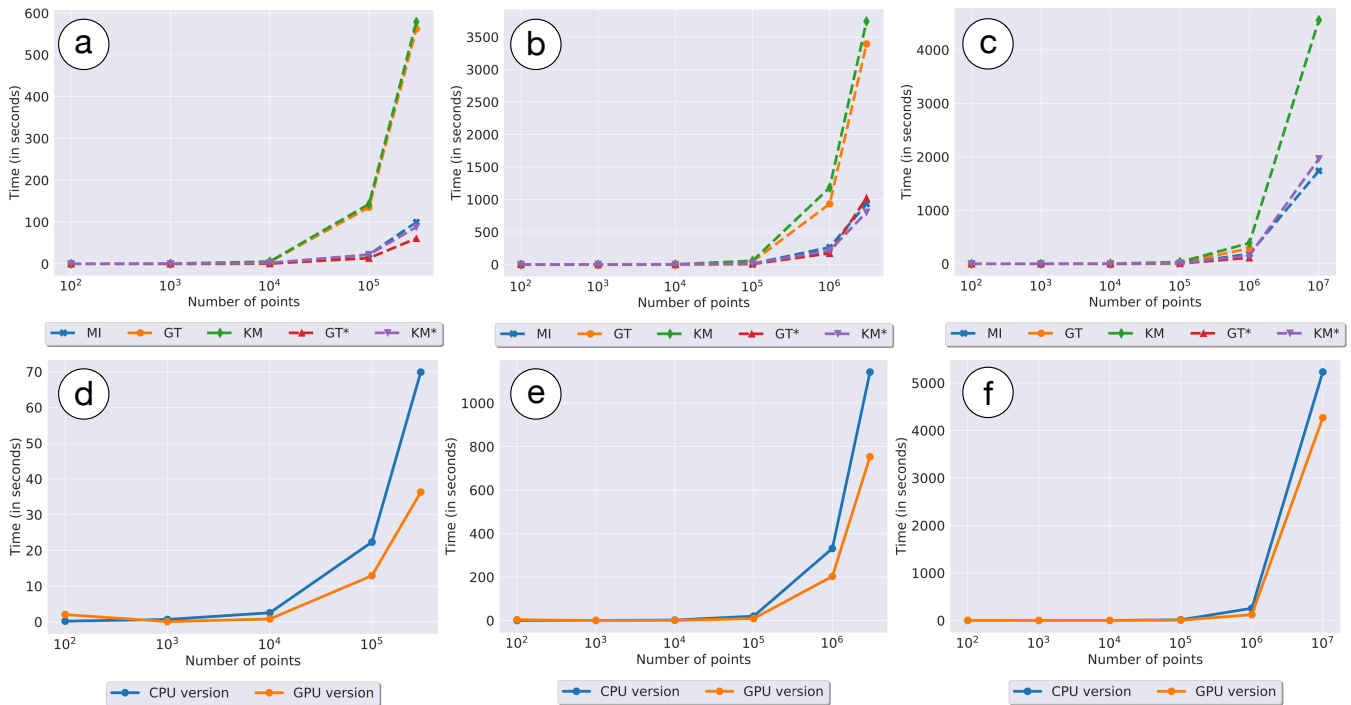 a
600
500
400
300
200
100
0
Time (in seconds)
10²
10³
10⁴
10⁵
Number of points
MI GT KM GT* KM*
b
3500
3000
2500
2000
1500
1000
500
0
Time (in seconds)
10²
10³
10⁴
10⁵
10⁶
Number of points
MI GT KM GT* KM*
c
4000
3000
2000
1000
0
Time (in seconds)
10²
10³
10⁴
10⁵
10⁶
10⁷
Number of points
MI GT KM GT* KM*
d
70
60
50
40
30
20
10
0
Time (in seconds)
10²
10³
10⁴
10⁵
Number of points
CPU version GPU version
e
1000
800
600
400
200
0
Time (in seconds)
10²
10³
10⁴
10⁵
10⁶
Number of points
CPU version GPU version
f
5000
4000
3000
2000
1000
0
Time (in seconds)
10²
10³
10⁴
10⁵
10⁶
10⁷
Number of points
CPU version GPU version